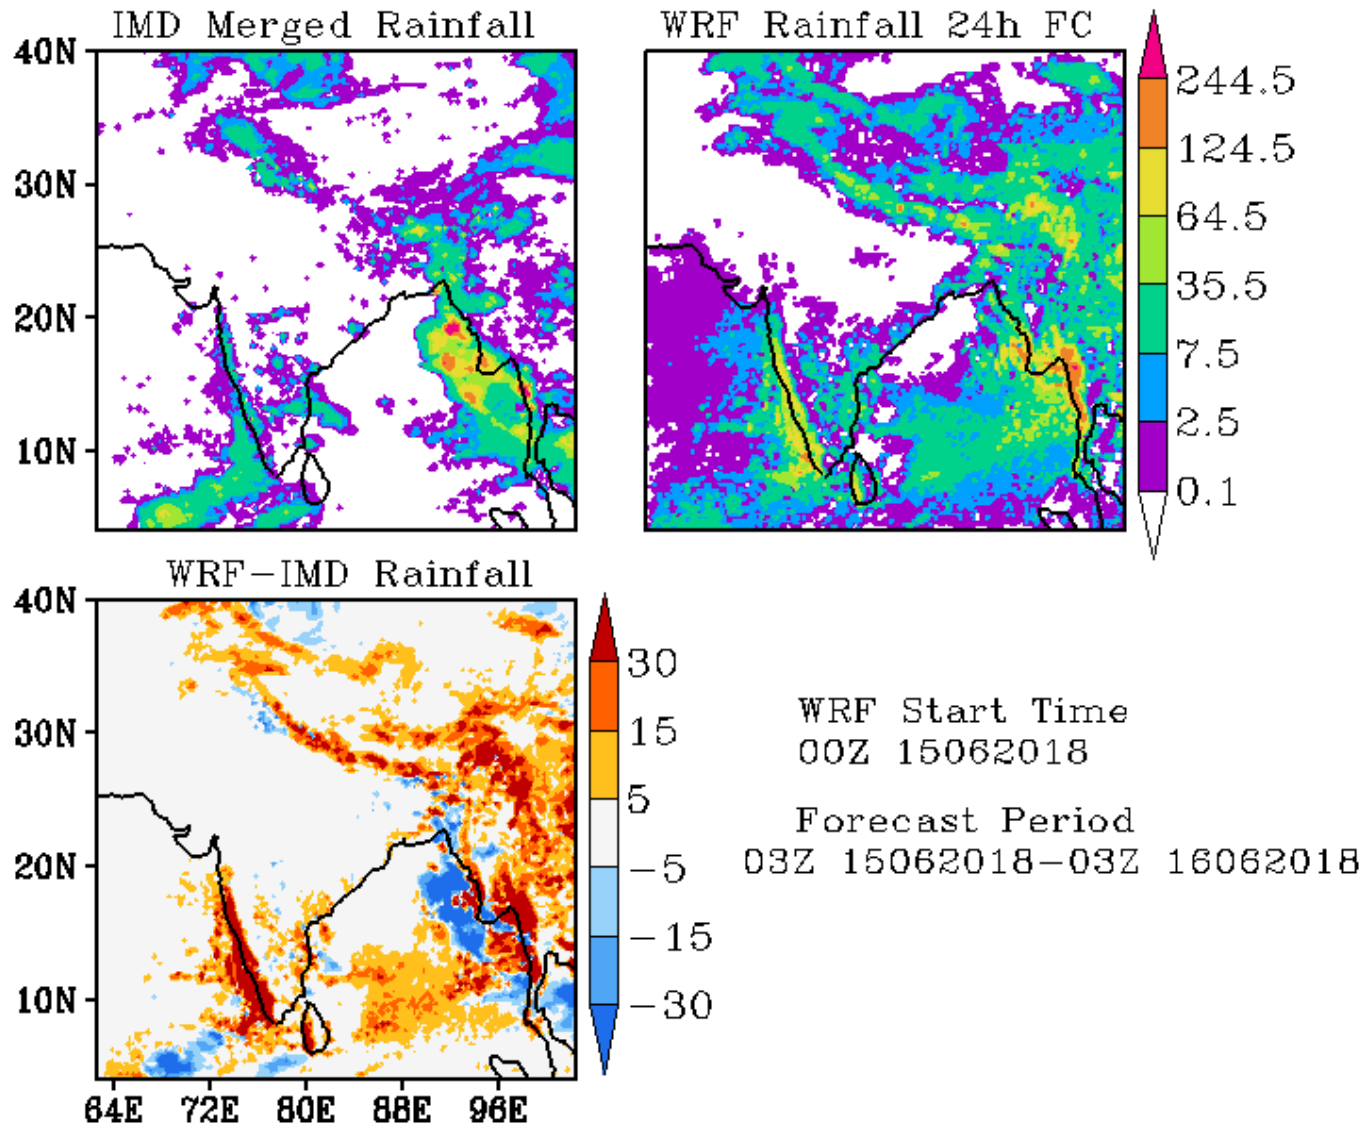 IMD Merged Rainfall
WRF Rainfall 24h FC
40N
30N
20N
10N
244.5
124.5
64.5
35.5
7.5
2.5
0.1
WRF-IMD Rainfall
40N
30N
20N
10N
64E 72E 80E 88E 96E
30
15
5
-5
-15
-30
WRF Start Time
00Z 15062018
Forecast Period
03Z 15062018-03Z 16062018